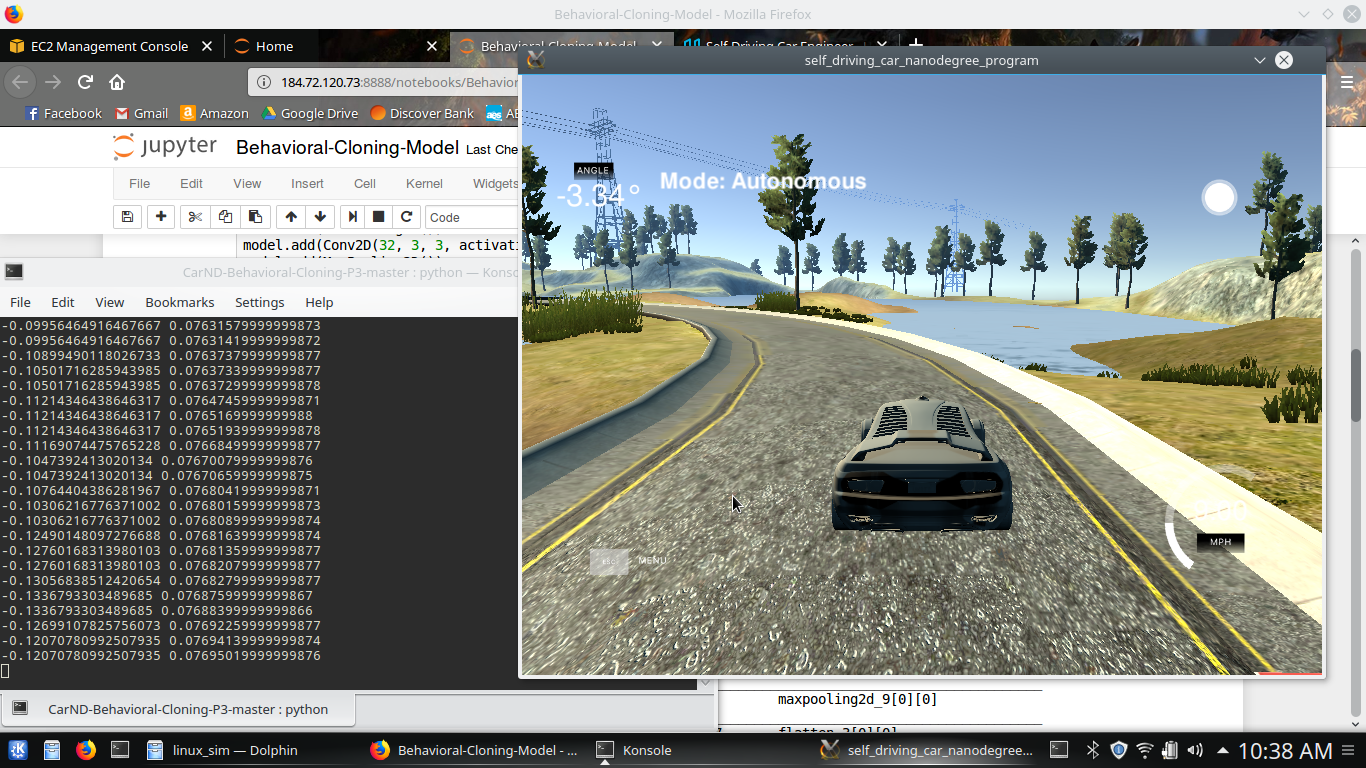 Behavioral-Cloning-Model - Mozilla Firefox
EC2 Management Console
Home
Behavioral-Cloning-Model
Self Driving Car Engineer
self_driving_car_nanodegree_program
184.72.120.73:8888/notebooks/Behavior
Facebook
Gmail
Amazon
Google Drive
Discover Bank
aes
jupyter
Behavioral-Cloning-Model Last Che
File Edit View Insert Cell Kernel Widgets
Code
model.add(Conv2D(32, 3, 3, activati
CarND-Behavioral-Cloning-P3-master : python — Konso
File Edit View Bookmarks Settings Help
-0.09956464916467667 0.07631579999999873
-0.09956464916467667 0.07631419999999872
-0.10899490118026733 0.07637379999999877
-0.10501716285943985 0.07637339999999877
-0.10501716285943985 0.07637299999999878
-0.11214346438646317 0.07647459999999871
-0.11214346438646317 0.0765169999999988
-0.11214346438646317 0.07651939999999878
-0.11169074475765228 0.07668499999999877
-0.1047392413020134 0.07670079999999876
-0.1047392413020134 0.07670659999999875
-0.10764404386281967 0.07680419999999871
-0.10306216776371002 0.07680159999999873
-0.10306216776371002 0.07680899999999874
-0.12490148097276688 0.07681639999999874
-0.12760168313980103 0.07681359999999877
-0.12760168313980103 0.07682079999999877
-0.13056838512420654 0.07682799999999877
-0.1336793303489685 0.07687599999999867
-0.1336793303489685 0.07688399999999866
-0.12699107825756073 0.07692259999999877
-0.12070780992507935 0.07694139999999874
-0.12070780992507935 0.07695019999999876
ANGLE
-3.34°
Mode: Autonomous
ESC
MENU
MPH
CarND-Behavioral-Cloning-P3-master : python
maxpooling2d_9[0][0]
linux_sim — Dolphin
Behavioral-Cloning-Model - ...
Konsole
self_driving_car_nanodegree...
10:38 AM